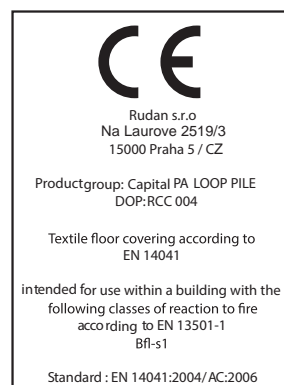 CE
Rudan s.r.o
Na Laurove 2519/3
15000 Praha 5 / CZ
Productgroup: Capital PA LOOP PILE
DOP:RCC 004
Textile floor covering according to
EN 14041
intended for use within a building with the
following classes of reaction to fire
according to EN 13501-1
Bfl-s1
Standard : EN 14041:2004/AC:2006